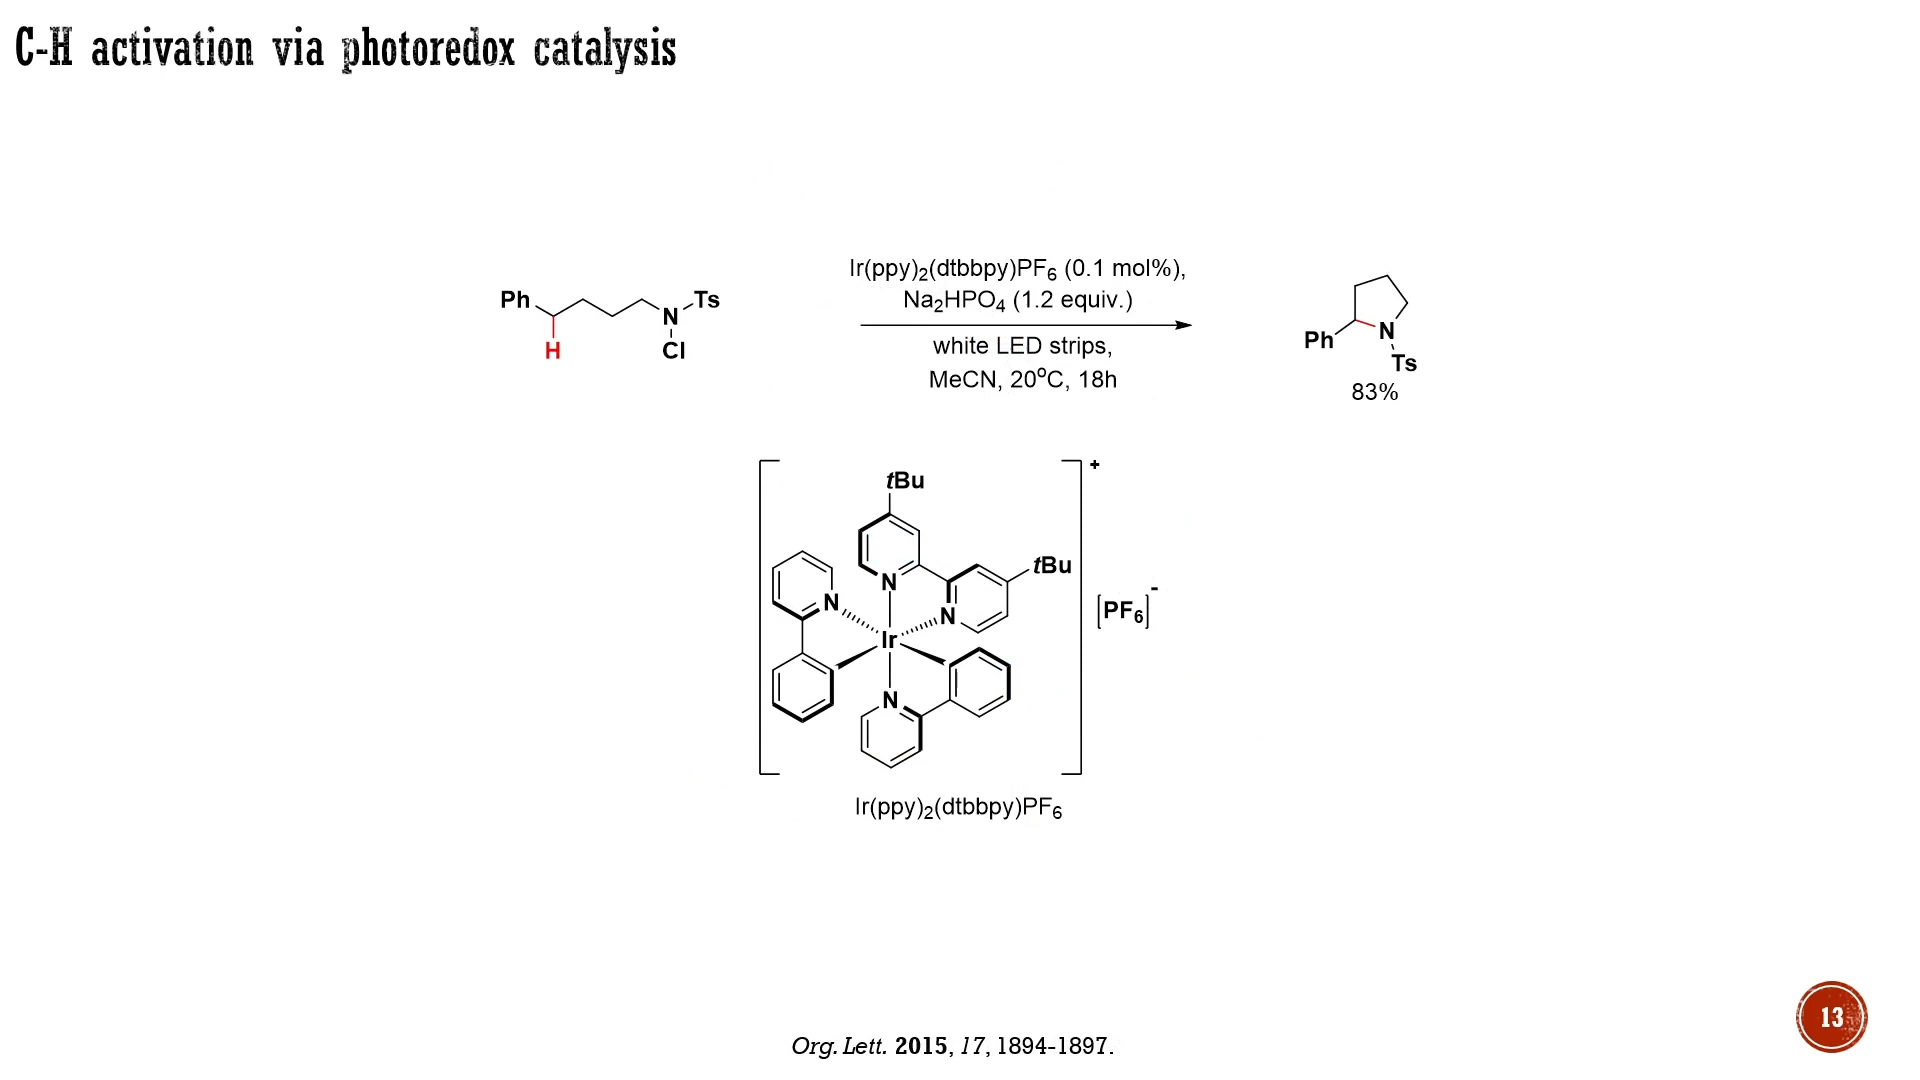 C-H activation via photoredox catalysis
Ir(ppy)2(dtbbpy)PF6 (0.1 mol%),
Na2HPO4 (1.2 equiv.)
white LED strips,
MeCN, 20oC, 18h
Ph
H
N
Ts
Cl
Ph
N
Ts
83%
tBu
tBu
N
N
N
Ir
N
+
[PF6]-
Ir(ppy)2(dtbbpy)PF6
Org. Lett. 2015, 17, 1894-1897.
13